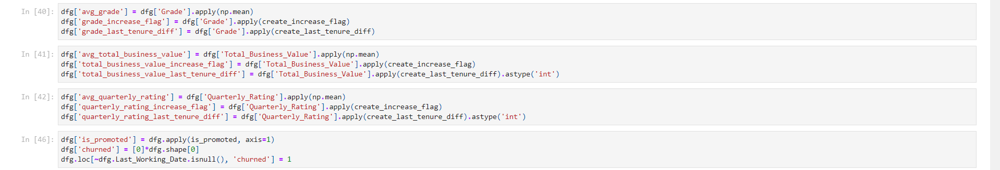 In [40]: dfg['avg_grade'] = dfg['Grade'].apply(np.mean)
dfg['grade_increase_flag'] = dfg['Grade'].apply(create_increase_flag)
dfg['grade_last_tenure_diff'] = dfg['Grade'].apply(create_last_tenure_diff)
In [41]: dfg['avg_total_business_value'] = dfg['Total_Business_Value'].apply(np.mean)
dfg['total_business_value_increase_flag'] = dfg['Total_Business_Value'].apply(create_increase_flag)
dfg['total_business_value_last_tenure_diff'] = dfg['Total_Business_Value'].apply(create_last_tenure_diff).astype('int')
In [42]: dfg['avg_quarterly_rating'] = dfg['Quarterly_Rating'].apply(np.mean)
dfg['quarterly_rating_increase_flag'] = dfg['Quarterly_Rating'].apply(create_increase_flag)
dfg['quarterly_rating_last_tenure_diff'] = dfg['Quarterly_Rating'].apply(create_last_tenure_diff).astype('int')
In [46]: dfg['is_promoted'] = dfg.apply(is_promoted, axis=1)
dfg['churned'] = [0]*dfg.shape[0]
dfg.loc[~dfg.Last_Working_Date.isnull(), 'churned'] = 1